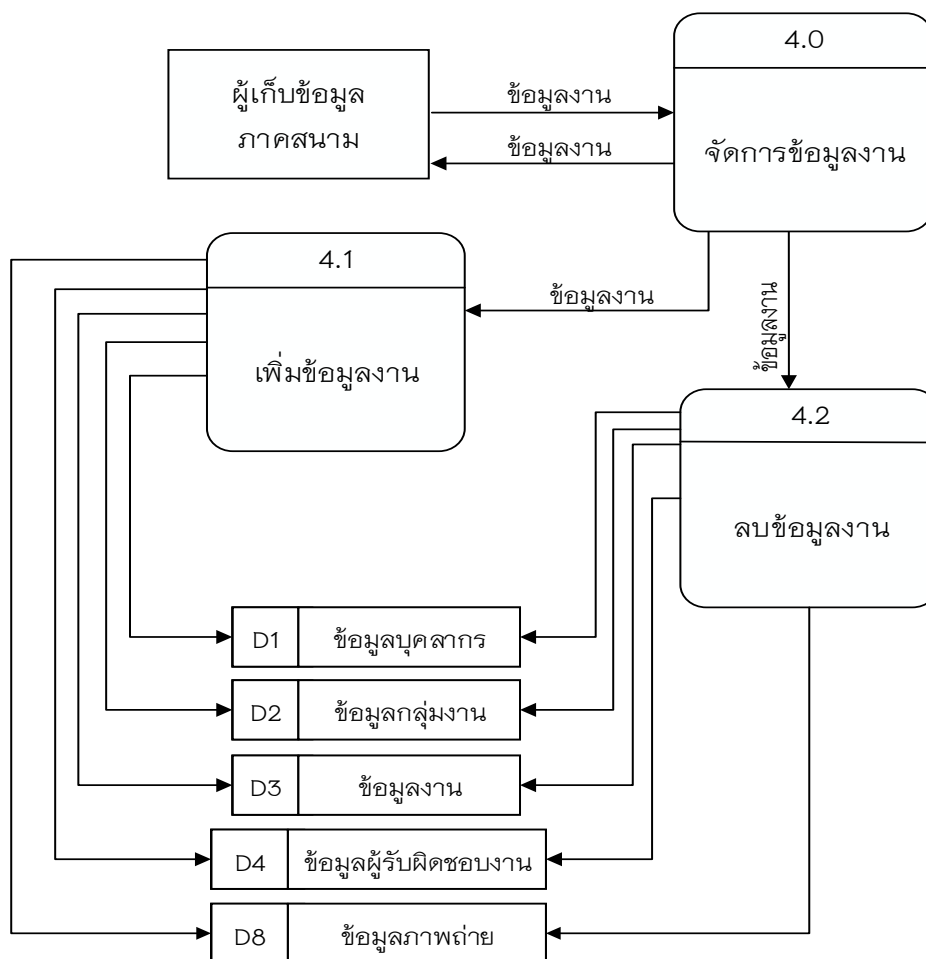 4.0
ผู้เก็บข้อมูล
ภาคสนาม
ข้อมูลงาน
ข้อมูลงาน
จัดการข้อมูลงาน
4.1
ข้อมูลงาน
ข้อมูลงาน
เพิ่มข้อมูลงาน
4.2
ลบข้อมูลงาน
D1 ข้อมูลบุคลากร
D2 ข้อมูลกลุ่มงาน
D3 ข้อมูลงาน
D4 ข้อมูลผู้รับผิดชอบงาน
D8 ข้อมูลภาพถ่าย